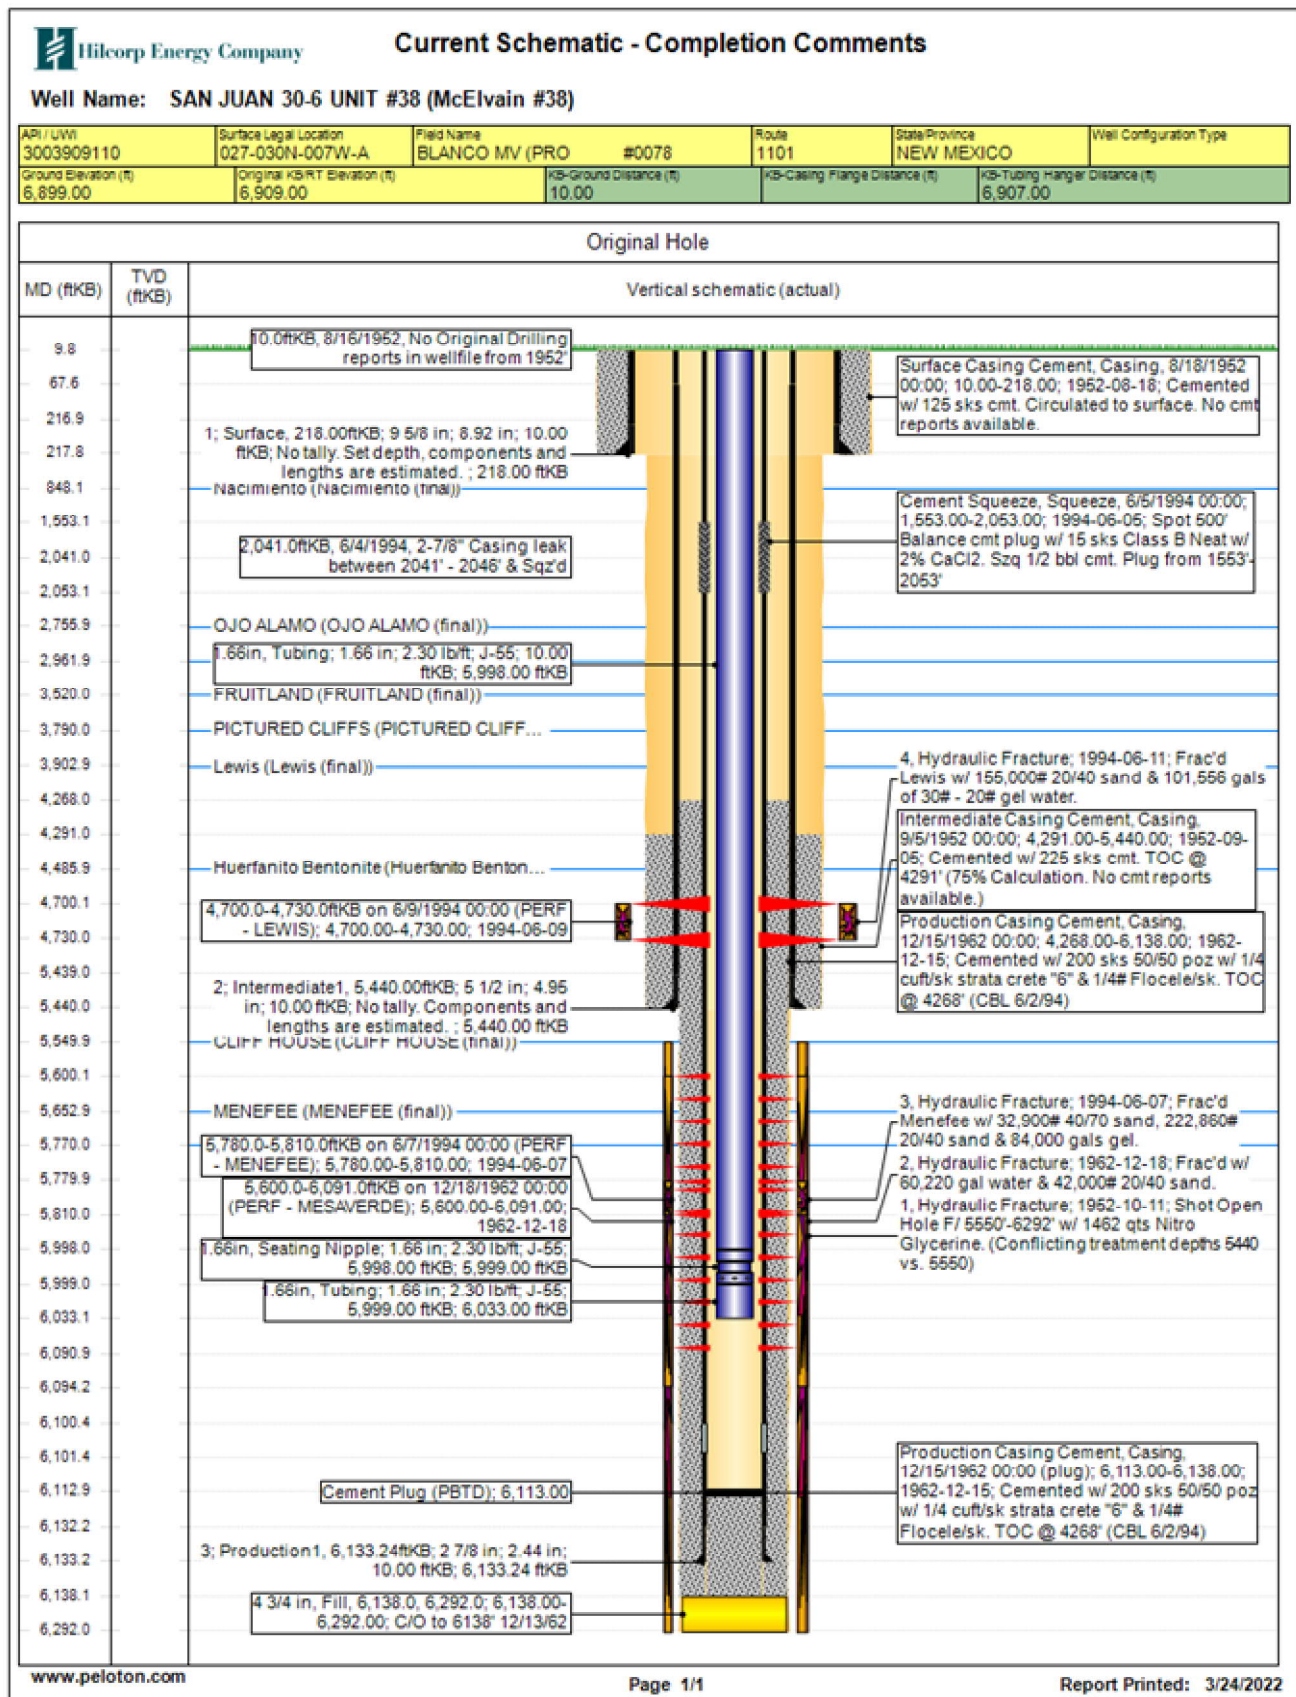 Hilcorp Energy Company
Current Schematic - Completion Comments
Well Name: SAN JUAN 30-6 UNIT #38 (McElvain #38)
API / UWI
3003909110
Surface Legal Location
027-030N-007W-A
Field Name
BLANCO MV (PRO #0078
Route
1101
State/Province
NEW MEXICO
Well Configuration Type
Ground Elevation (ft)
6,899.00
Original KB/RT Elevation (ft)
6,909.00
KB-Ground Distance (ft)
10.00
KB-Casing Flange Distance (ft)
KB-Tubing Hanger Distance (ft)
6,907.00
Original Hole
MD (ftKB)
TVD
(ftKB)
Vertical schematic (actual)
9.8
67.6
216.9
217.8
848.1
1,553.1
2,041.0
2,053.1
2,755.9
2,961.9
3,520.0
3,790.0
3,902.9
4,268.0
4,291.0
4,485.9
4,700.1
4,730.0
5,439.0
5,440.0
5,549.9
5,600.1
5,652.9
5,770.0
5,779.9
5,810.0
5,998.0
5,999.0
6,033.1
6,090.9
6,094.2
6,100.4
6,101.4
6,112.9
6,132.2
6,133.2
6,138.1
6,292.0
10.0ftKB, 8/16/1952, No Original Drilling
reports in wellfile from 1952'
1; Surface, 218.00ftKB; 9 5/8 in; 8.92 in; 10.00
ftKB; No tally. Set depth, components and
lengths are estimated. ; 218.00 ftKB
Nacimiento (Nacimiento (final))
2,041.0ftKB, 6/4/1994, 2-7/8" Casing leak
between 2041' - 2046' & Sqz'd
OJO ALAMO (OJO ALAMO (final))
1.66in, Tubing; 1.66 in; 2.30 lb/ft; J-55; 10.00
ftKB; 5,998.00 ftKB
FRUITLAND (FRUITLAND (final))
PICTURED CLIFFS (PICTURED CLIFF...
Lewis (Lewis (final))
Huerfanito Bentonite (Huerfanito Benton...
4,700.0-4,730.0ftKB on 6/9/1994 00:00 (PERF
- LEWIS); 4,700.00-4,730.00; 1994-06-09
2; Intermediate1, 5,440.00ftKB; 5 1/2 in; 4.95
in; 10.00 ftKB; No tally. Components and
lengths are estimated. ; 5,440.00 ftKB
CLIFF HOUSE (CLIFF HOUSE (final))
MENEFEE (MENEFEE (final))
5,780.0-5,810.0ftKB on 6/7/1994 00:00 (PERF
- MENEFEE); 5,780.00-5,810.00; 1994-06-07
5,600.0-6,091.0ftKB on 12/18/1962 00:00
(PERF - MESAVERDE); 5,600.00-6,091.00;
1962-12-18
1.66in, Seating Nipple; 1.66 in; 2.30 lb/ft; J-55;
5,998.00 ftKB; 5,999.00 ftKB
1.66in, Tubing; 1.66 in; 2.30 lb/ft; J-55;
5,999.00 ftKB; 6,033.00 ftKB
Cement Plug (PBTD); 6,113.00
3; Production1, 6,133.24ftKB; 2 7/8 in; 2.44 in;
10.00 ftKB; 6,133.24 ftKB
4 3/4 in, Fill, 6,138.0, 6,292.0; 6,138.00-
6,292.00; C/O to 6138' 12/13/62
Surface Casing Cement, Casing, 8/18/1952
00:00; 10.00-218.00; 1952-08-18; Cemented
w/ 125 sks cmt. Circulated to surface. No cmt
reports available.
Cement Squeeze, Squeeze, 6/5/1994 00:00;
1,553.00-2,053.00; 1994-06-05; Spot 500'
Balance cmt plug w/ 15 sks Class B Neat w/
2% CaCl2. Szq 1/2 bbl cmt. Plug from 1553'-
2053'
4, Hydraulic Fracture; 1994-06-11; Frac'd
Lewis w/ 155,000# 20/40 sand & 101,556 gals
of 30# - 20# gel water.
Intermediate Casing Cement, Casing,
9/5/1952 00:00; 4,291.00-5,440.00; 1952-09-
05; Cemented w/ 225 sks cmt. TOC @
4291' (75% Calculation. No cmt reports
available.)
Production Casing Cement, Casing,
12/15/1962 00:00; 4,268.00-6,138.00; 1962-
12-15; Cemented w/ 200 sks 50/50 poz w/ 1/4
cuft/sk strata crete "6" & 1/4# Flocele/sk. TOC
@ 4268' (CBL 6/2/94)
3, Hydraulic Fracture; 1994-06-07; Frac'd
Menefee w/ 32,900# 40/70 sand, 222,860#
20/40 sand & 84,000 gals gel.
2, Hydraulic Fracture; 1962-12-18; Frac'd w/
60,220 gal water & 42,000# 20/40 sand.
1, Hydraulic Fracture; 1952-10-11; Shot Open
Hole F/ 5550'-6292' w/ 1462 qts Nitro
Glycerine. (Conflicting treatment depths 5440
vs. 5550)
Production Casing Cement, Casing,
12/15/1962 00:00 (plug); 6,113.00-6,138.00;
1962-12-15; Cemented w/ 200 sks 50/50 poz
w/ 1/4 cuft/sk strata crete "6" & 1/4#
Flocele/sk. TOC @ 4268' (CBL 6/2/94)
www.peloton.com
Page 1/1
Report Printed: 3/24/2022